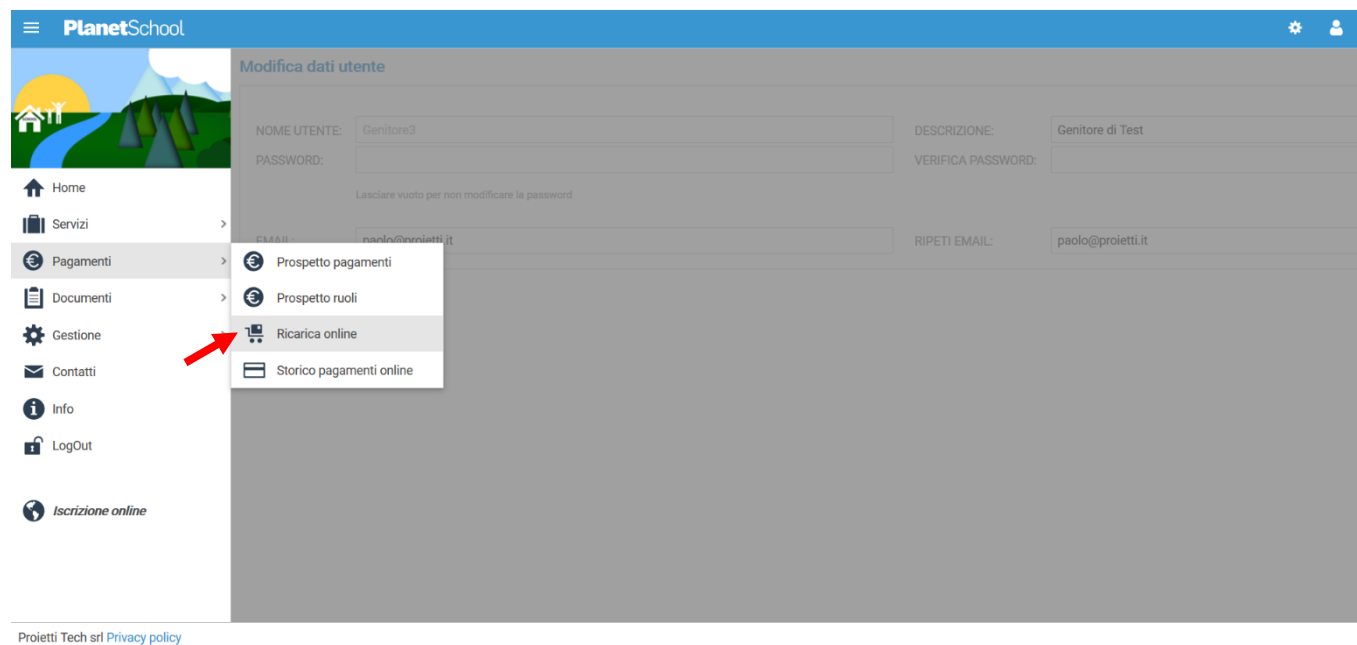 PlanetSchool
Modifica dati utente
NOME UTENTE: Genitore3 DESCRIZIONE: Genitore di Test
PASSWORD: VERIFICA PASSWORD:
Lasciare vuoto per non modificare la password
EMAIL: paolo@proietti.it RIPETI EMAIL: paolo@proietti.it
Home
Servizi
Pagamenti
Documenti
Gestione
Contatti
Info
LogOut
Iscrizione online
Prospetto pagamenti
Prospetto ruoli
Ricarica online
Storico pagamenti online
Proietti Tech srl Privacy policy